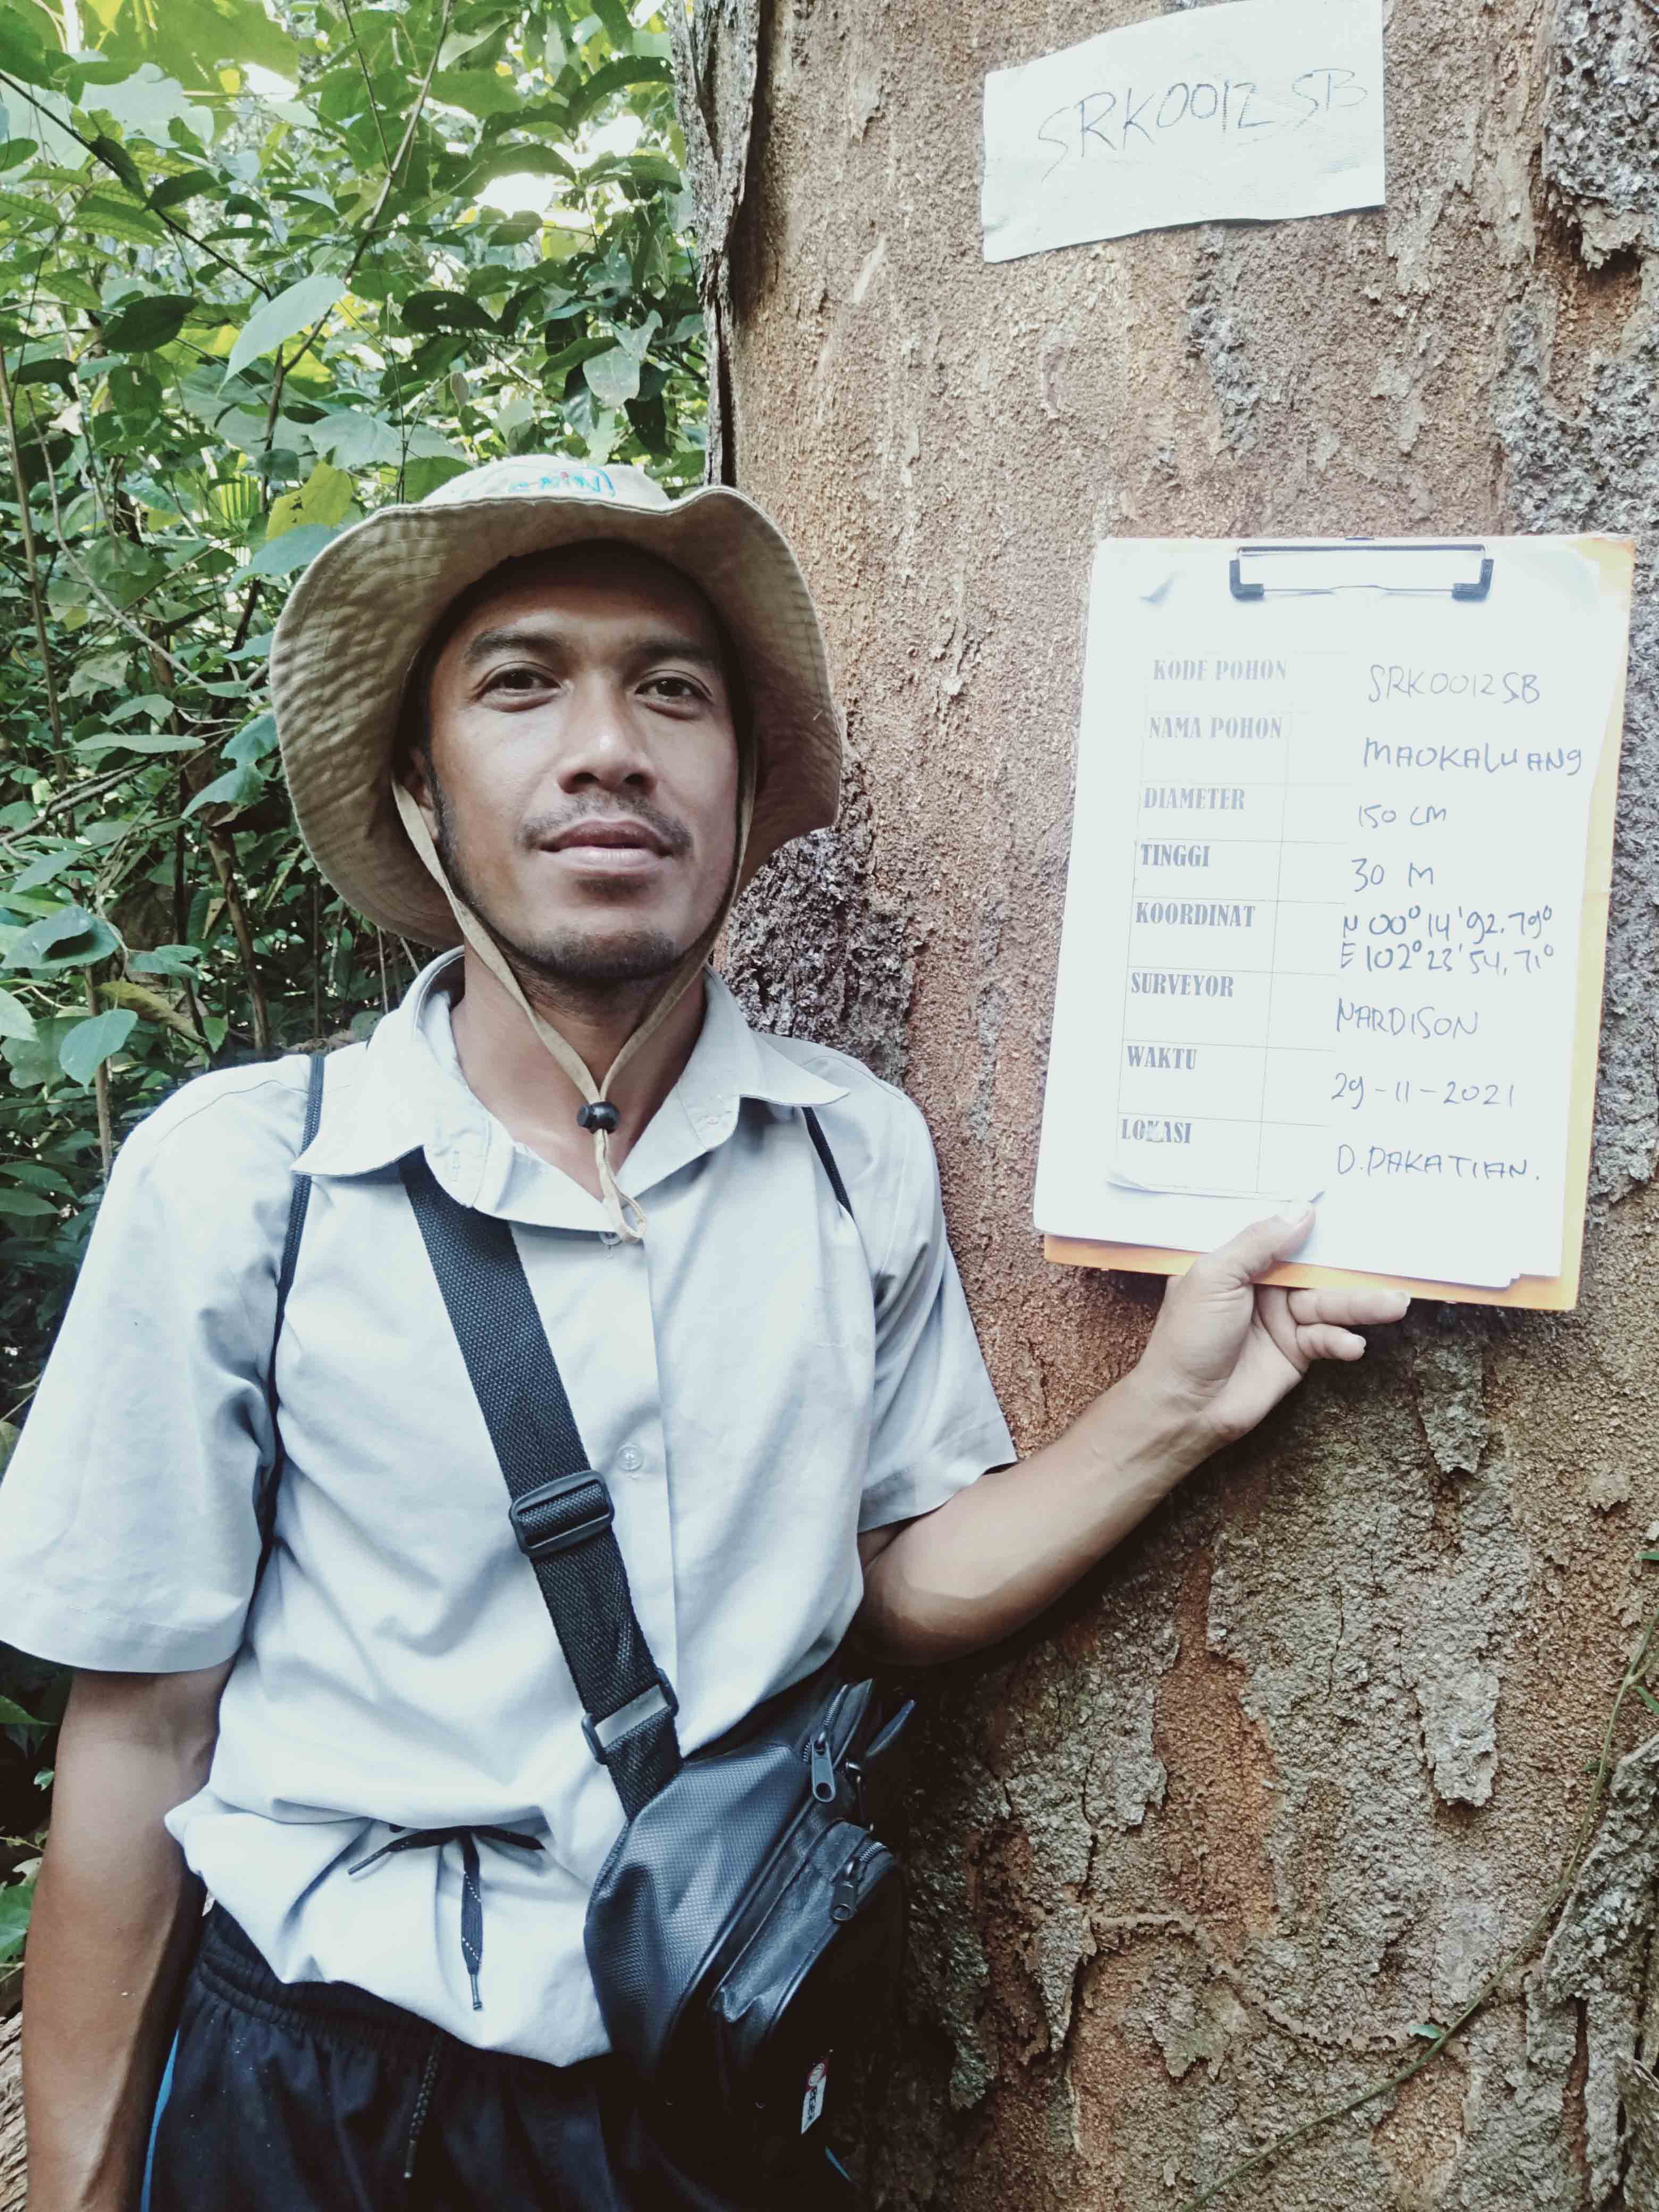 SRK0012 SB
KODE POHON SRK0012SB
NAMA POHON MAOKALUANG
DIAMETER 150 CM
TINGGI 30 M
KOORDINAT N 00° 14' 92.79°
E 102° 23' 54,71°
SURVEYOR NARDISON
WAKTU 29-11-2021
LOKASI D.PAKATIAN.